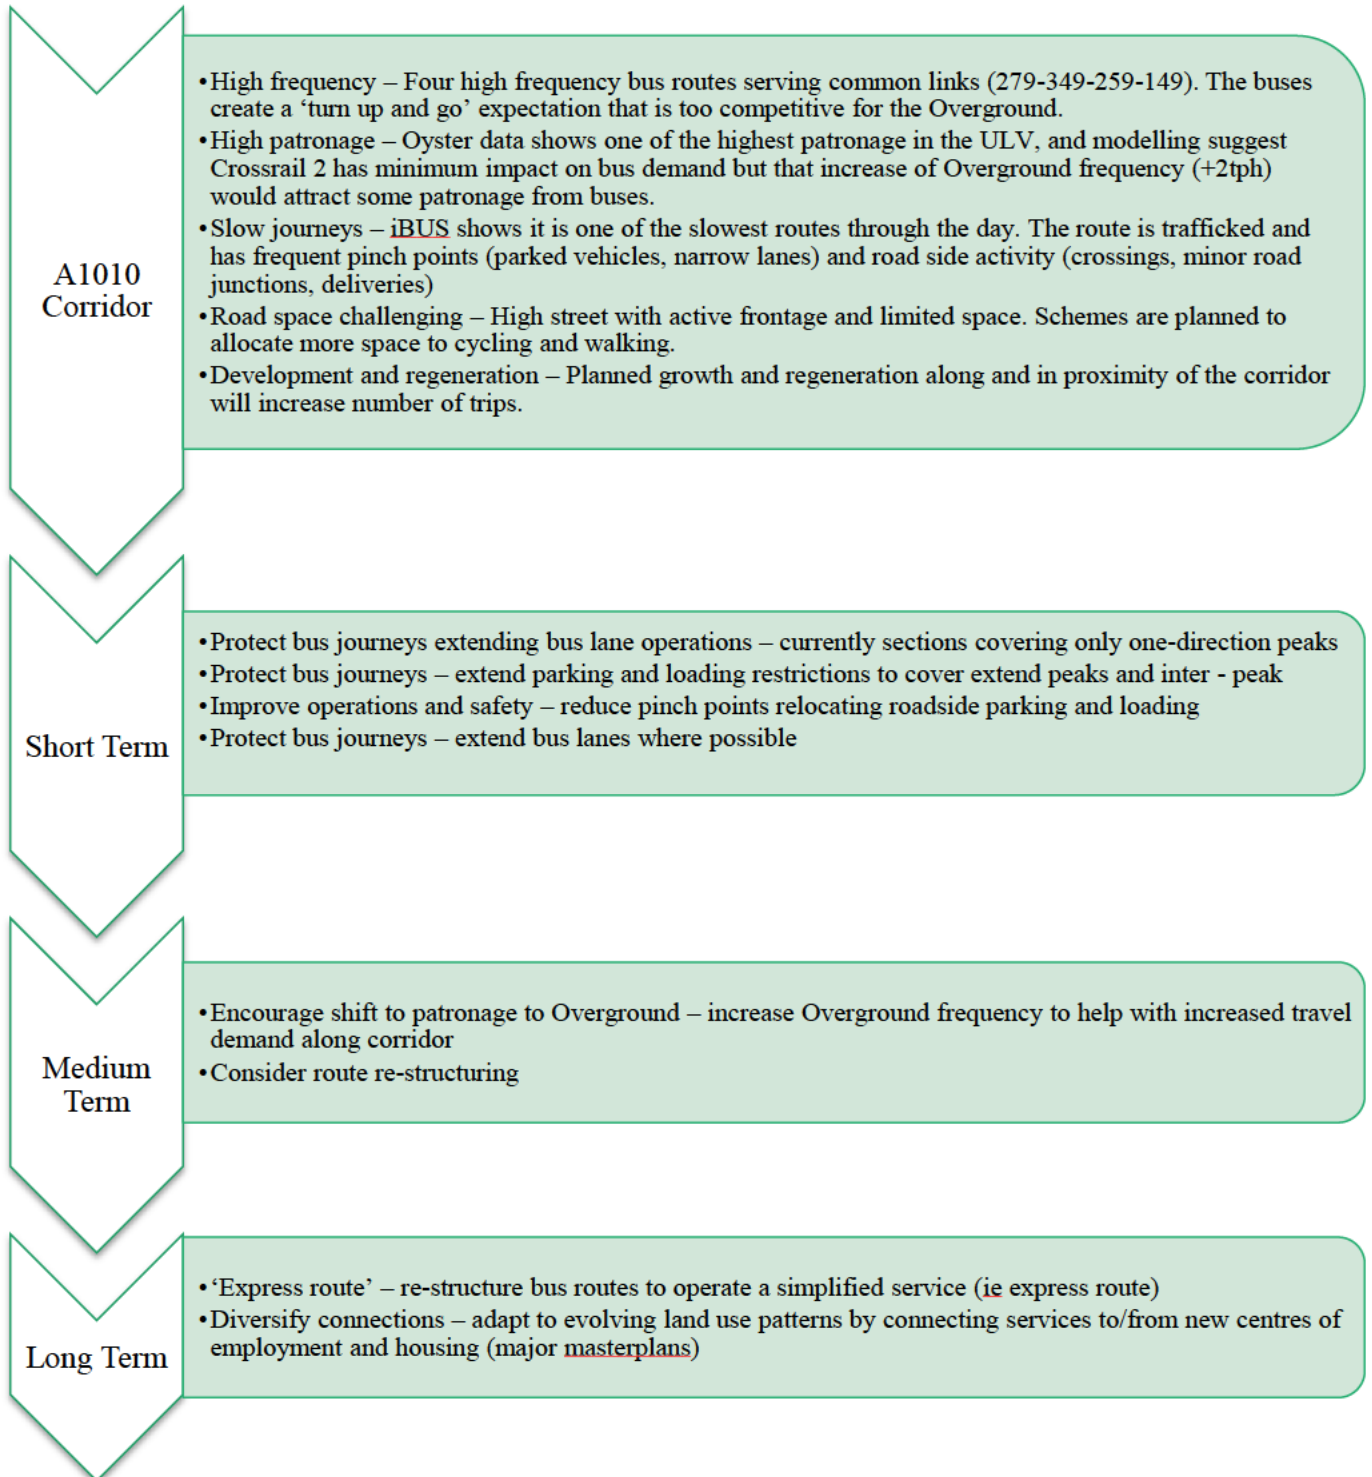 A1010
Corridor
•High frequency – Four high frequency bus routes serving common links (279-349-259-149). The buses
create a ‘turn up and go’ expectation that is too competitive for the Overground.
•High patronage – Oyster data shows one of the highest patronage in the ULV, and modelling suggest
Crossrail 2 has minimum impact on bus demand but that increase of Overground frequency (+2tph)
would attract some patronage from buses.
•Slow journeys – iBUS shows it is one of the slowest routes through the day. The route is trafficked and
has frequent pinch points (parked vehicles, narrow lanes) and road side activity (crossings, minor road
junctions, deliveries)
•Road space challenging – High street with active frontage and limited space. Schemes are planned to
allocate more space to cycling and walking.
•Development and regeneration – Planned growth and regeneration along and in proximity of the corridor
will increase number of trips.
Short Term
•Protect bus journeys extending bus lane operations – currently sections covering only one-direction peaks
•Protect bus journeys – extend parking and loading restrictions to cover extend peaks and inter - peak
•Improve operations and safety – reduce pinch points relocating roadside parking and loading
•Protect bus journeys – extend bus lanes where possible
Medium
Term
•Encourage shift to patronage to Overground – increase Overground frequency to help with increased travel
demand along corridor
•Consider route re-structuring
Long Term
•‘Express route’ – re-structure bus routes to operate a simplified service (ie express route)
•Diversify connections – adapt to evolving land use patterns by connecting services to/from new centres of
employment and housing (major masterplans)